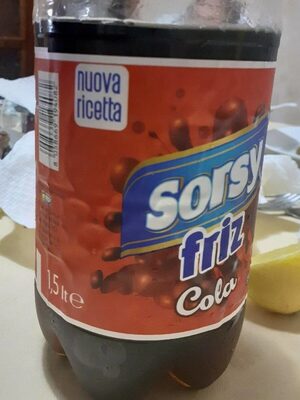 nuova
ricetta
sorsy
friz
Cola
1,5 lt e